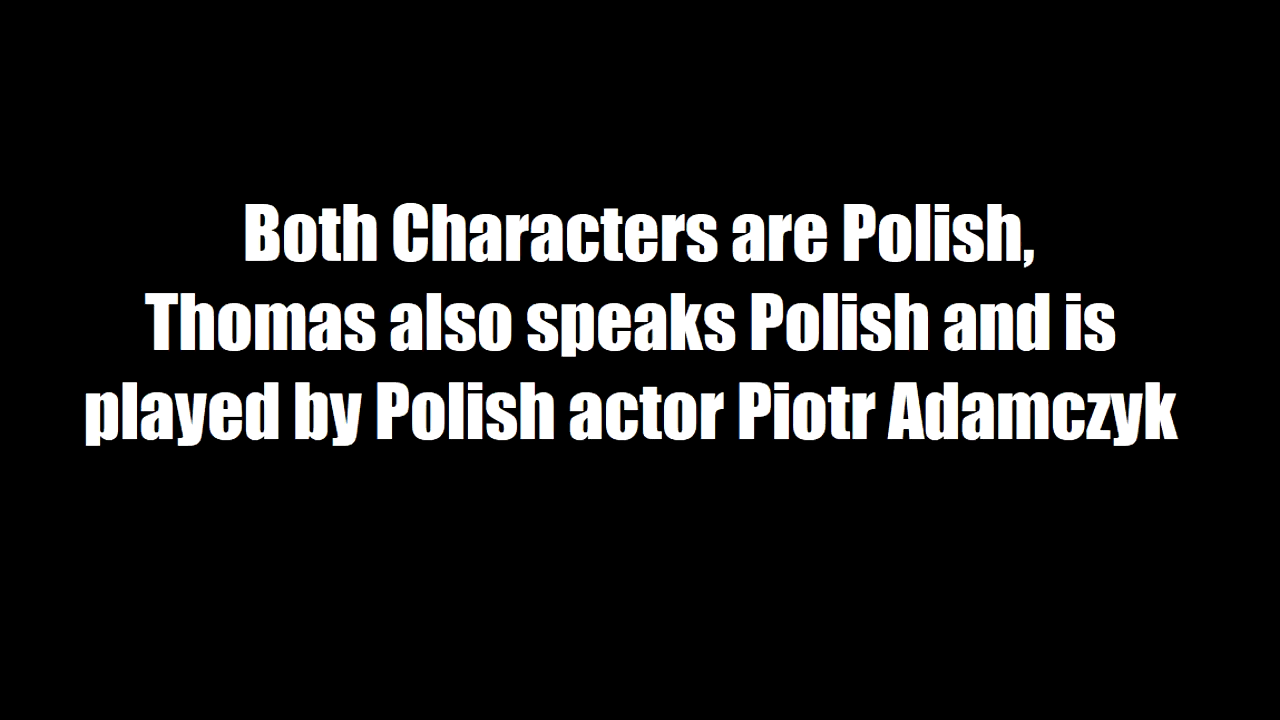 Both Characters are Polish,
Thomas also speaks Polish and is
played by Polish actor Piotr Adamczyk